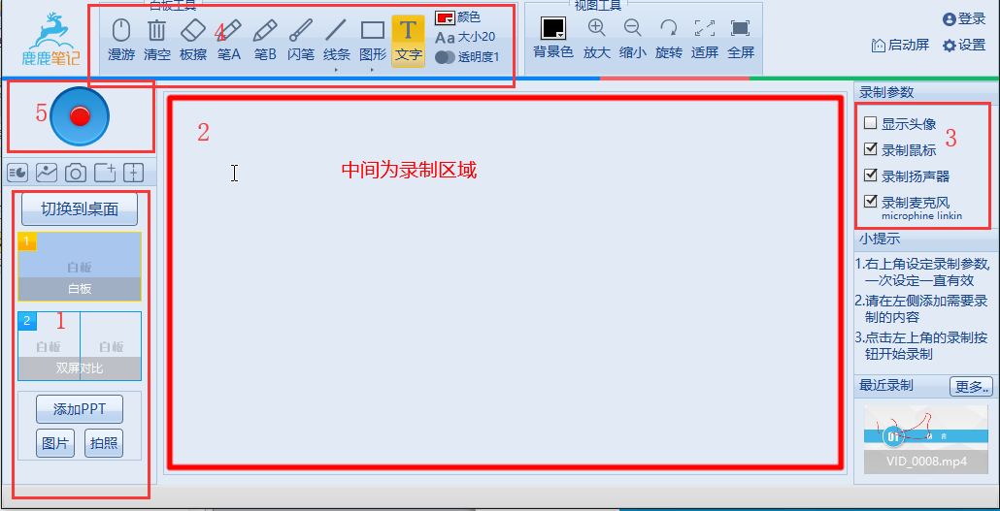 白板工具
视图工具
鹿鹿笔记
漫游 清空 板擦 笔A 笔B 闪笔 线条 图形 文字
T
4
颜色
Aa 大小20
透明度1
背景色 放大 缩小 旋转 适屏 全屏
登录
启动屏 设置
5
切换到桌面
1
白板
白板
2
1
白板 白板
双屏对比
添加PPT
图片 拍照
2
中间为录制区域
录制参数
3
显示头像
录制鼠标
录制扬声器
录制麦克风
microphine linkin
小提示
1.右上角设定录制参数,
一次设定一直有效
2.请在左侧添加需要录
制的内容
3.点击左上角的录制按
钮开始录制
最近录制 更多..
VID_0008.mp4